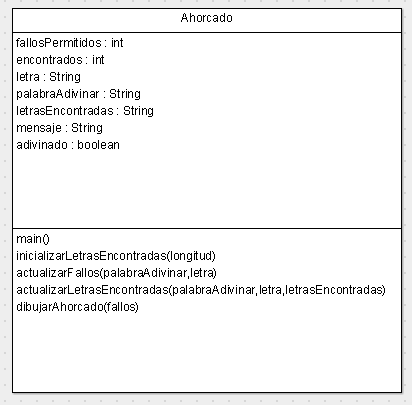 Ahorcado
fallosPermitidos : int
encontrados : int
letra : String
palabraAdivinar : String
letrasEncontradas : String
mensaje : String
adivinado : boolean
main()
inicializarLetrasEncontradas(longitud)
actualizarFallos(palabraAdivinar,letra)
actualizarLetrasEncontradas(palabraAdivinar,letra,letrasEncontradas)
dibujarAhorcado(fallos)